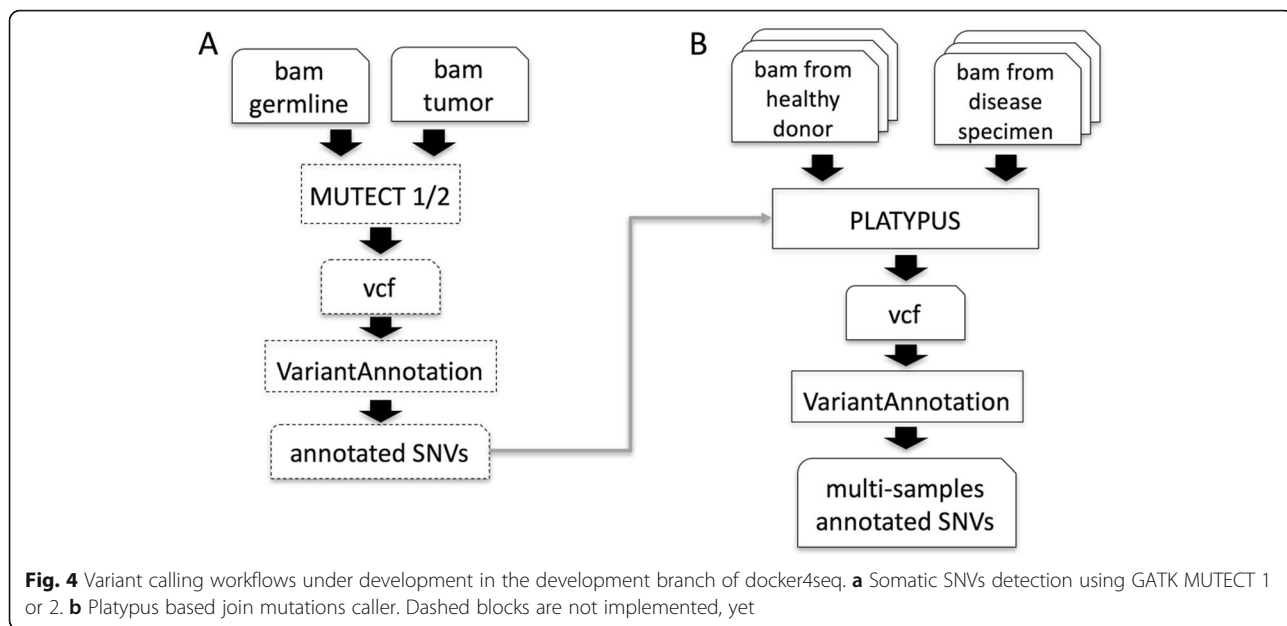 A
bam
germline
bam
tumor
MUTECT 1/2
vcf
VariantAnnotation
annotated SNVs
B
bam from
healthy
donor
bam from
disease
specimen
PLATYPUS
vcf
VariantAnnotation
multi-samples
annotated SNVs
Fig. 4 Variant calling workflows under development in the development branch of docker4seq. a Somatic SNVs detection using GATK MUTECT 1
or 2. b Platypus based join mutations caller. Dashed blocks are not implemented, yet